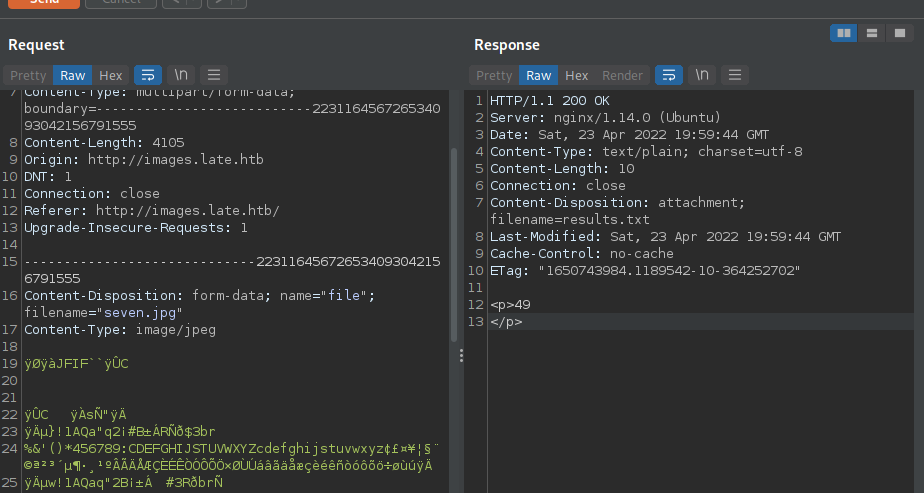 Send
Cancel
Request
Pretty Raw Hex \n
7 Content-Type: multipart/form-data;
boundary=---------------------------2231164567265340
93042156791555
8 Content-Length: 4105
9 Origin: http://images.late.htb
10 DNT: 1
11 Connection: close
12 Referer: http://images.late.htb/
13 Upgrade-Insecure-Requests: 1
14
15 -----------------------------22311645672653409304215
6791555
16 Content-Disposition: form-data; name="file";
filename="seven.jpg"
17 Content-Type: image/jpeg
18
19 ÿØÿàJFIF``ÿÛC
20
21
22 ÿÛC ÿÀsÑ"ÿÄ
23 ÿÄµ}!1AQa"q2¡#B±ÁRÑð$3br
24 %&'()*456789:CDEFGHIJSTUVWXYZcdefghijstuvwxyz¢£¤¥¦§¨
©ª²³´µ¶·¸¹ºÂÃÄÅÆÇÈÉÊÒÓÔÕÖ×ØÙÚáâãäåæçèéêñòóôõö÷øùúÿÄ
25 ÿÄµw!1AQaq"2B¡±Á #3RðbrÑ
Response
Pretty Raw Hex Render \n
1 HTTP/1.1 200 OK
2 Server: nginx/1.14.0 (Ubuntu)
3 Date: Sat, 23 Apr 2022 19:59:44 GMT
4 Content-Type: text/plain; charset=utf-8
5 Content-Length: 10
6 Connection: close
7 Content-Disposition: attachment;
filename=results.txt
8 Last-Modified: Sat, 23 Apr 2022 19:59:44 GMT
9 Cache-Control: no-cache
10 ETag: "1650743984.1189542-10-364252702"
11
12 <p>49
13 </p>